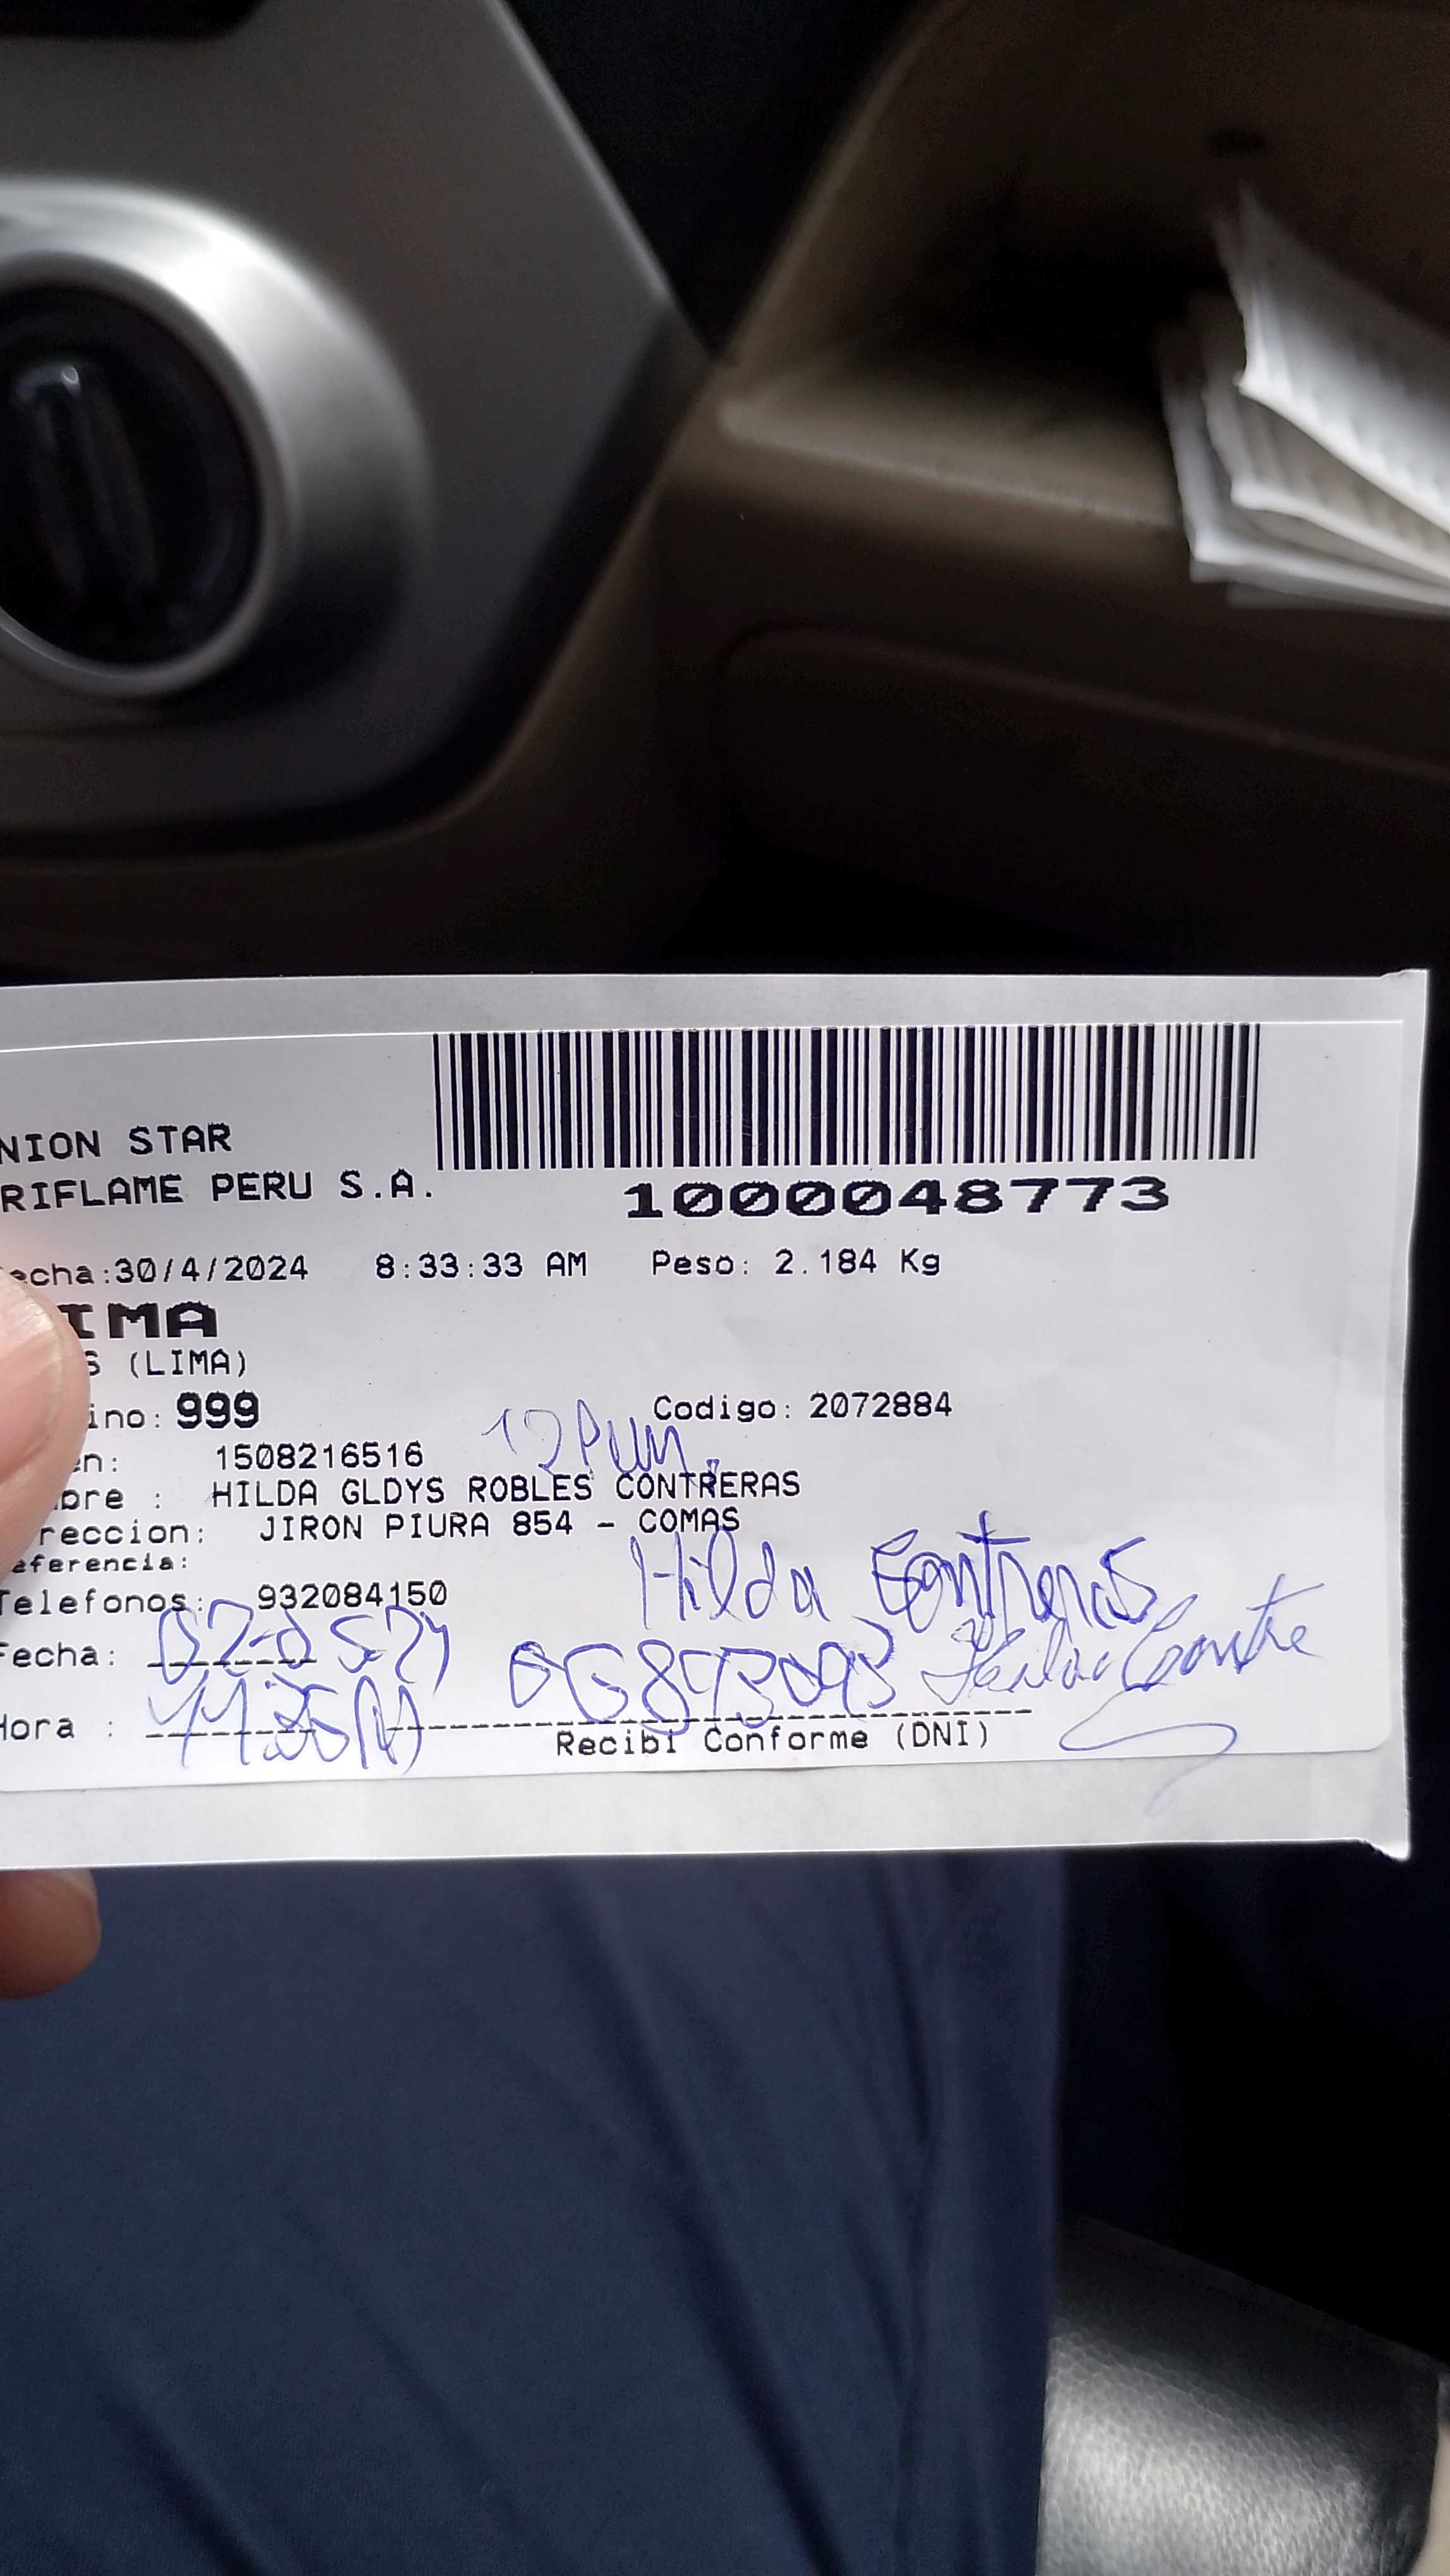 NION STAR
RIFLAME PERU S.A.
1000048773
echa:30/4/2024 8:33:33 AM Peso: 2.184 Kg
IMA
S (LIMA)
ino: 999 Codigo: 2072884
en: 1508216516
bre : HILDA GLDYS ROBLES CONTRERAS
reccion: JIRON PIURA 854 - COMAS
eferencia:
Hilda Contreras
Telefonos: 932084150
Fecha:
Hora :
Recibi Conforme (DNI)